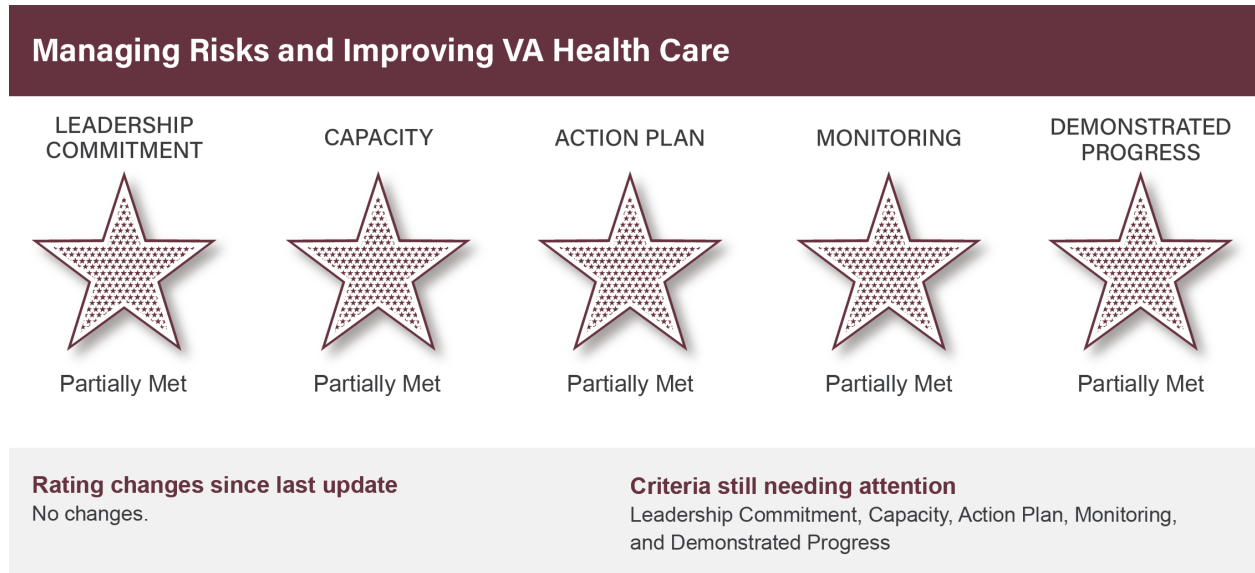 Managing Risks and Improving VA Health Care
LEADERSHIP
COMMITMENT
CAPACITY
ACTION PLAN
MONITORING
DEMONSTRATED
PROGRESS
Partially Met
Partially Met
Partially Met
Partially Met
Partially Met
Rating changes since last update
No changes.
Criteria still needing attention
Leadership Commitment, Capacity, Action Plan, Monitoring,
and Demonstrated Progress